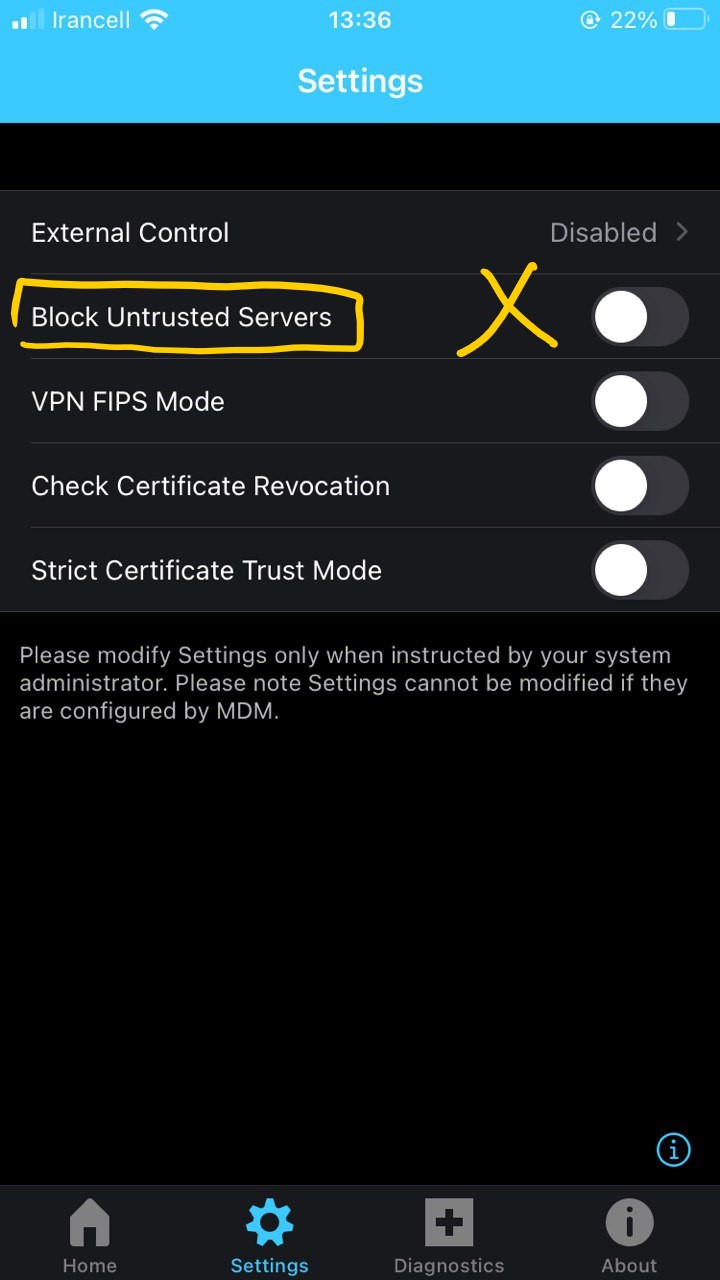 Irancell 13:36 22%
Settings
External Control Disabled
Block Untrusted Servers
VPN FIPS Mode
Check Certificate Revocation
Strict Certificate Trust Mode
Please modify Settings only when instructed by your system
administrator. Please note Settings cannot be modified if they
are configured by MDM.
Home Settings Diagnostics About